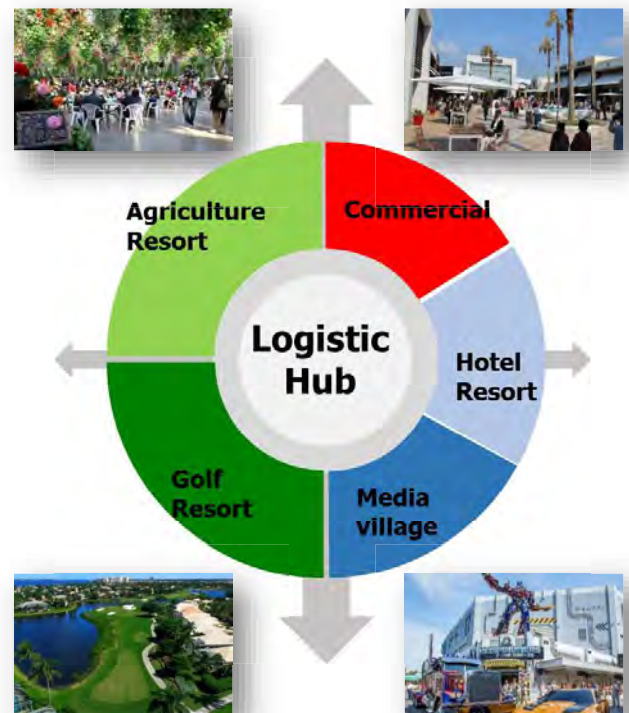 Agriculture
Resort
Commercial
Logistic
Hub
Hotel
Resort
Golf
Resort
Media
village